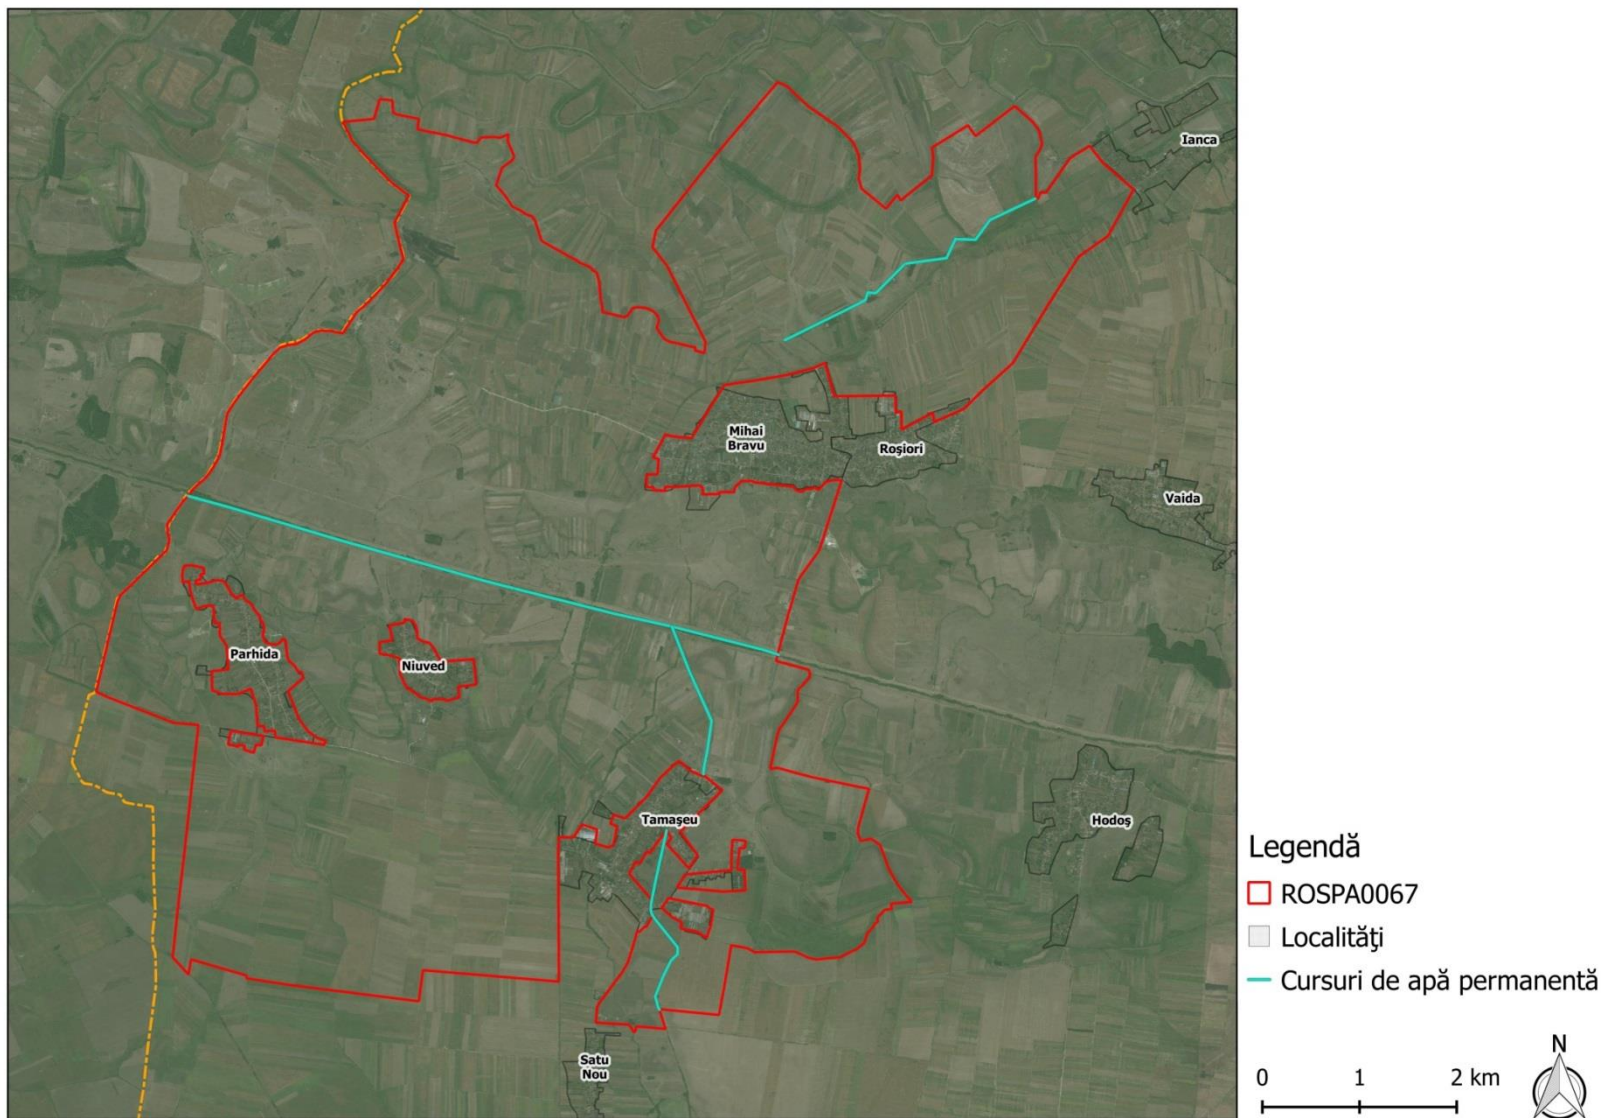 Ianca
Mihai
Bravu
Roşiori
Vaida
Parhida
Niuved
Tamaşeu
Hodoş
Satu
Nou
Legendă
ROSPA0067
Localităţi
Cursuri de apă permanentă
0 1 2 km
N